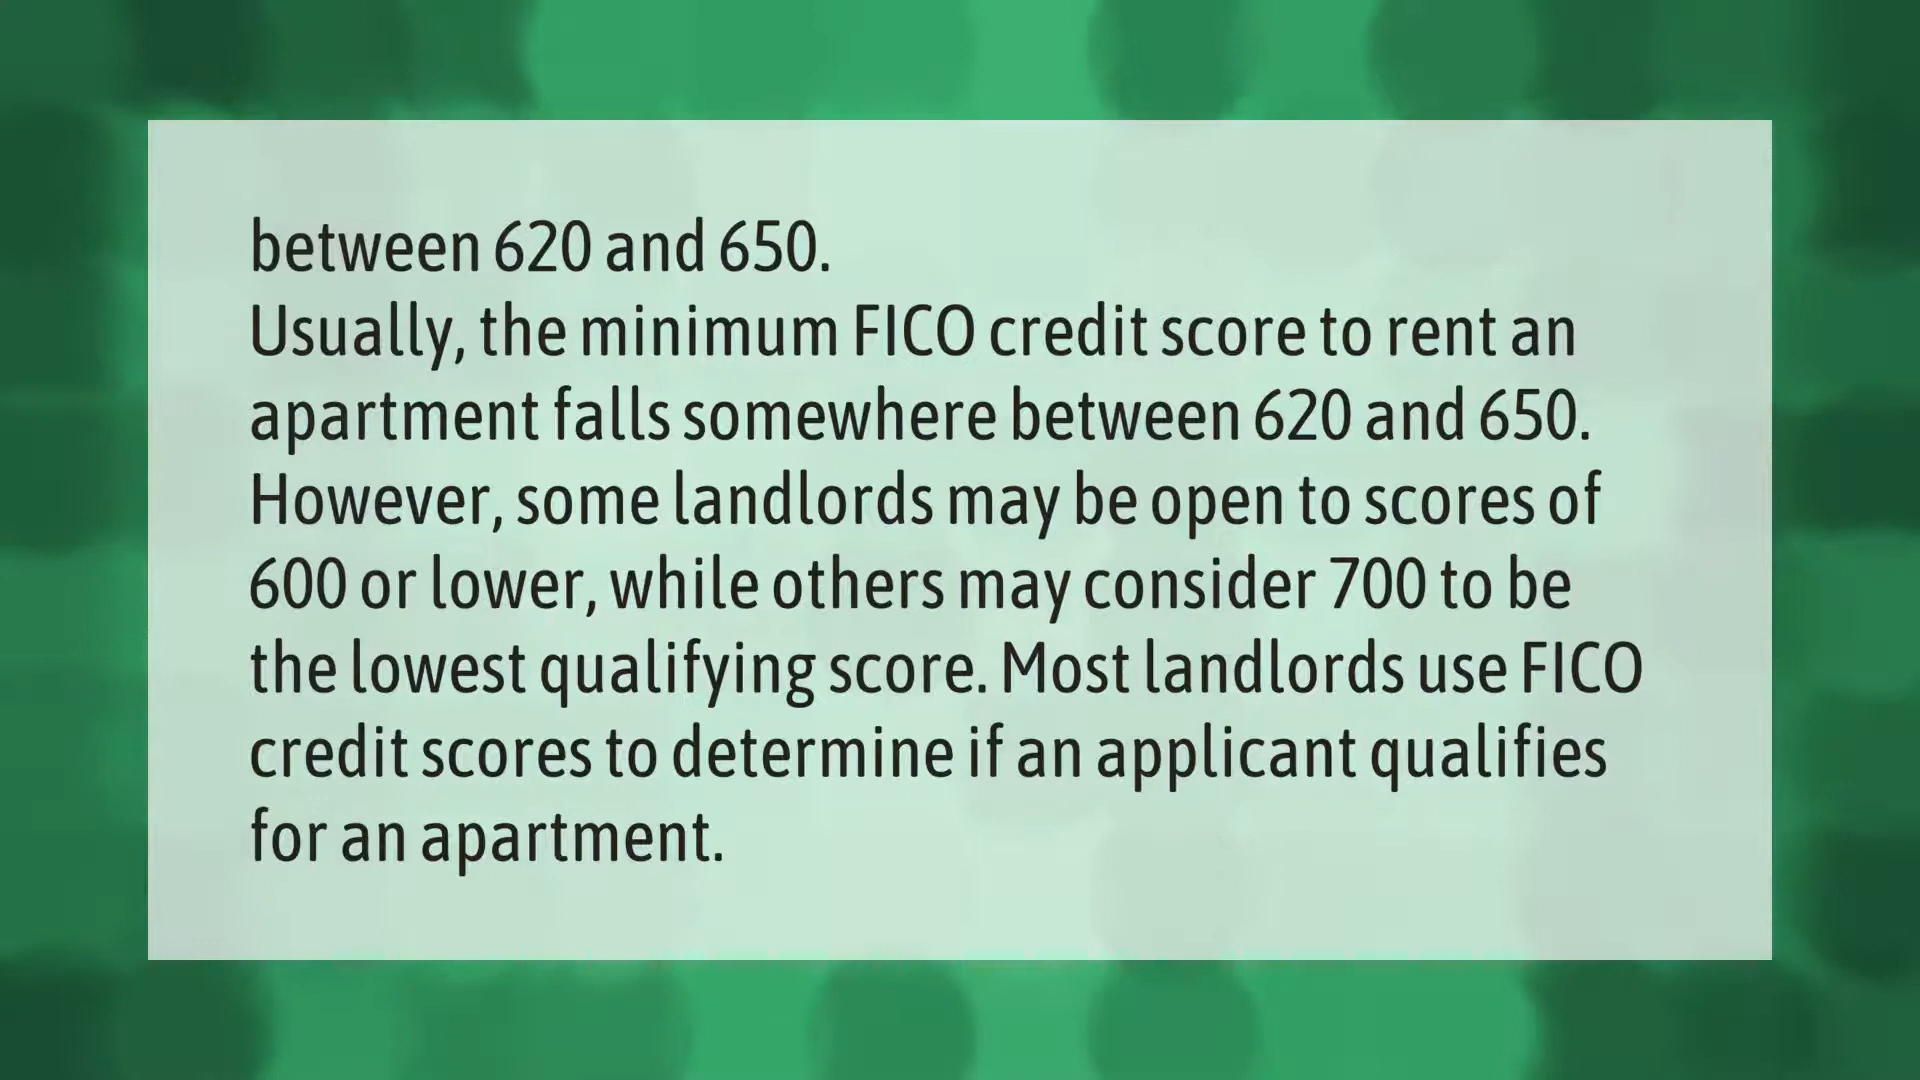 between 620 and 650.
Usually, the minimum FICO credit score to rent an
apartment falls somewhere between 620 and 650.
However, some landlords may be open to scores of
600 or lower, while others may consider 700 to be
the lowest qualifying score. Most landlords use FICO
credit scores to determine if an applicant qualifies
for an apartment.